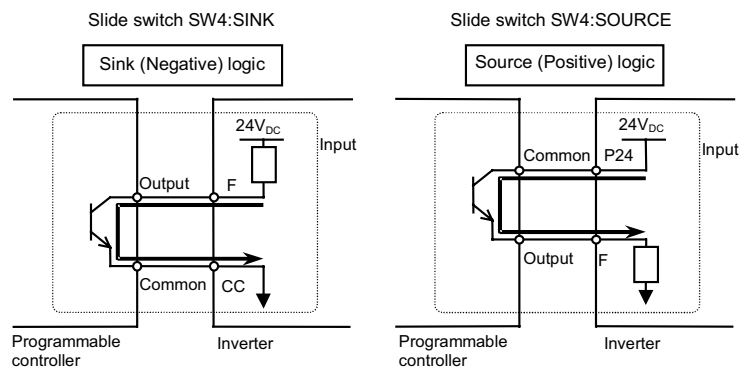 Slide switch SW4:SINK
Sink (Negative) logic
24VDC
Input
Output
F
Common
CC
Programmable
controller
Inverter
Slide switch SW4:SOURCE
Source (Positive) logic
24VDC
Common
P24
Input
Output
F
Programmable
controller
Inverter